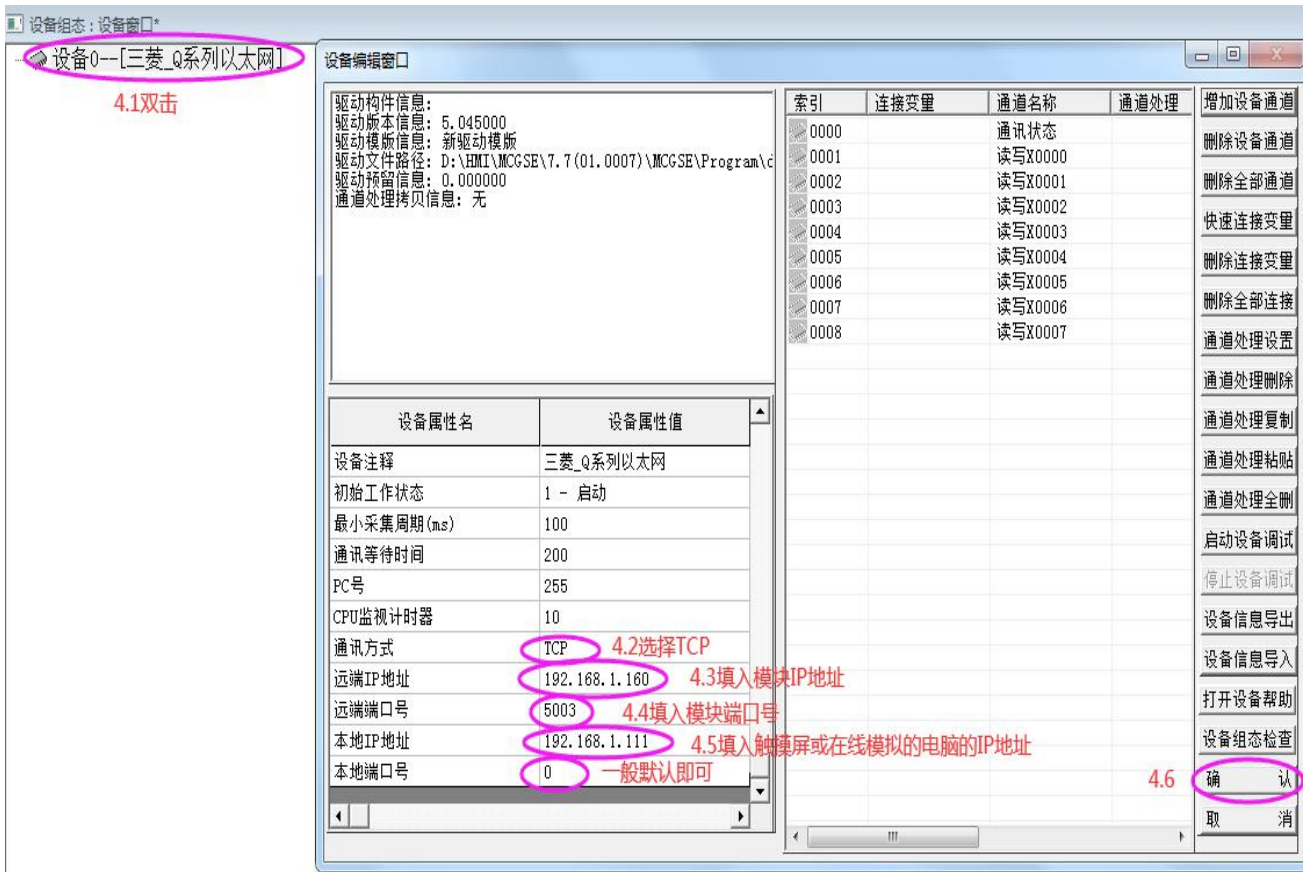 设备组态:设备窗口*
设备0--[三菱_Q系列以太网]
4.1双击
设备编辑窗口
驱动构件信息:
驱动版本信息: 5.045000
驱动模版信息: 新驱动模版
驱动文件路径: D:\HMI\MCGSE\7.7(01.0007)\MCGSE\Program\d
驱动预留信息: 0.000000
通道处理拷贝信息: 无
索引 连接变量 通道名称 通道处理
0000 通讯状态
0001 读写X0000
0002 读写X0001
0003 读写X0002
0004 读写X0003
0005 读写X0004
0006 读写X0005
0007 读写X0006
0008 读写X0007
设备属性名 设备属性值
设备注释 三菱_Q系列以太网
初始工作状态 1 - 启动
最小采集周期(ms) 100
通讯等待时间 200
PC号 255
CPU监视计时器 10
通讯方式 TCP 4.2选择TCP
远端IP地址 192.168.1.160 4.3填入模块IP地址
远端端口号 5003 4.4填入模块端口号
本地IP地址 192.168.1.111 4.5填入触摸屏或在线模拟的电脑的IP地址
本地端口号 0 一般默认即可
增加设备通道
删除设备通道
删除全部通道
快速连接变量
删除连接变量
删除全部连接
通道处理设置
通道处理删除
通道处理复制
通道处理粘贴
通道处理全删
启动设备调试
停止设备调试
设备信息导出
设备信息导入
打开设备帮助
设备组态检查
4.6 确 认
取 消